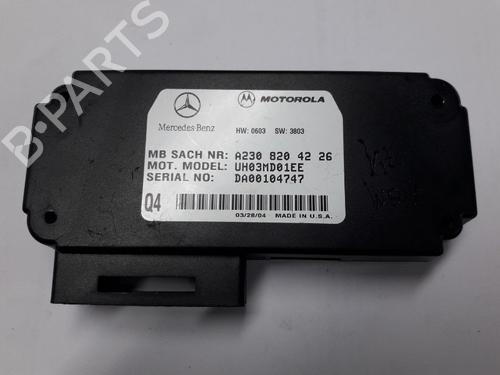 B-PARTS
Mercedes-Benz
MOTOROLA
HW: 0603 SW: 3803
MB SACH NR: A230 820 42 26
MOT. MODEL: UH03MD01EE
SERIAL NO: DA00104747
Q4
03/28/04 MADE IN U.S.A.